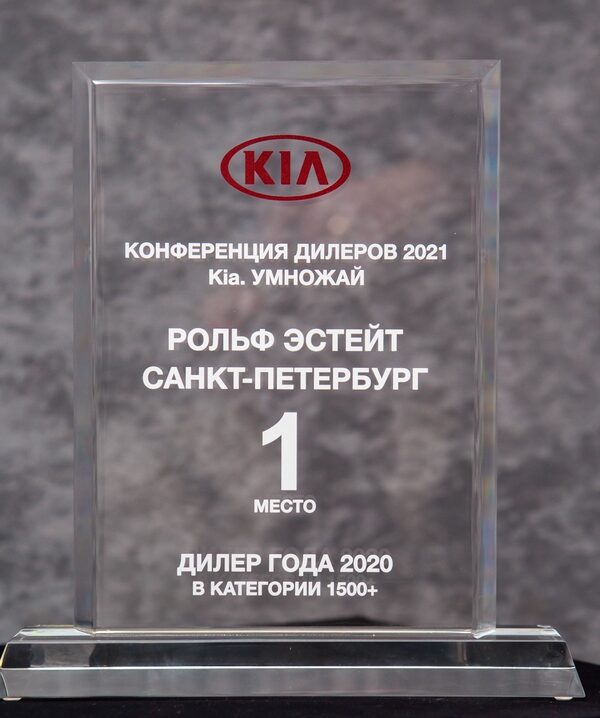 KIA
КОНФЕРЕНЦИЯ ДИЛЕРОВ 2021
Kia. УМНОЖАЙ
РОЛЬФ ЭСТЕЙТ
САНКТ-ПЕТЕРБУРГ
1
МЕСТО
ДИЛЕР ГОДА 2020
В КАТЕГОРИИ 1500+